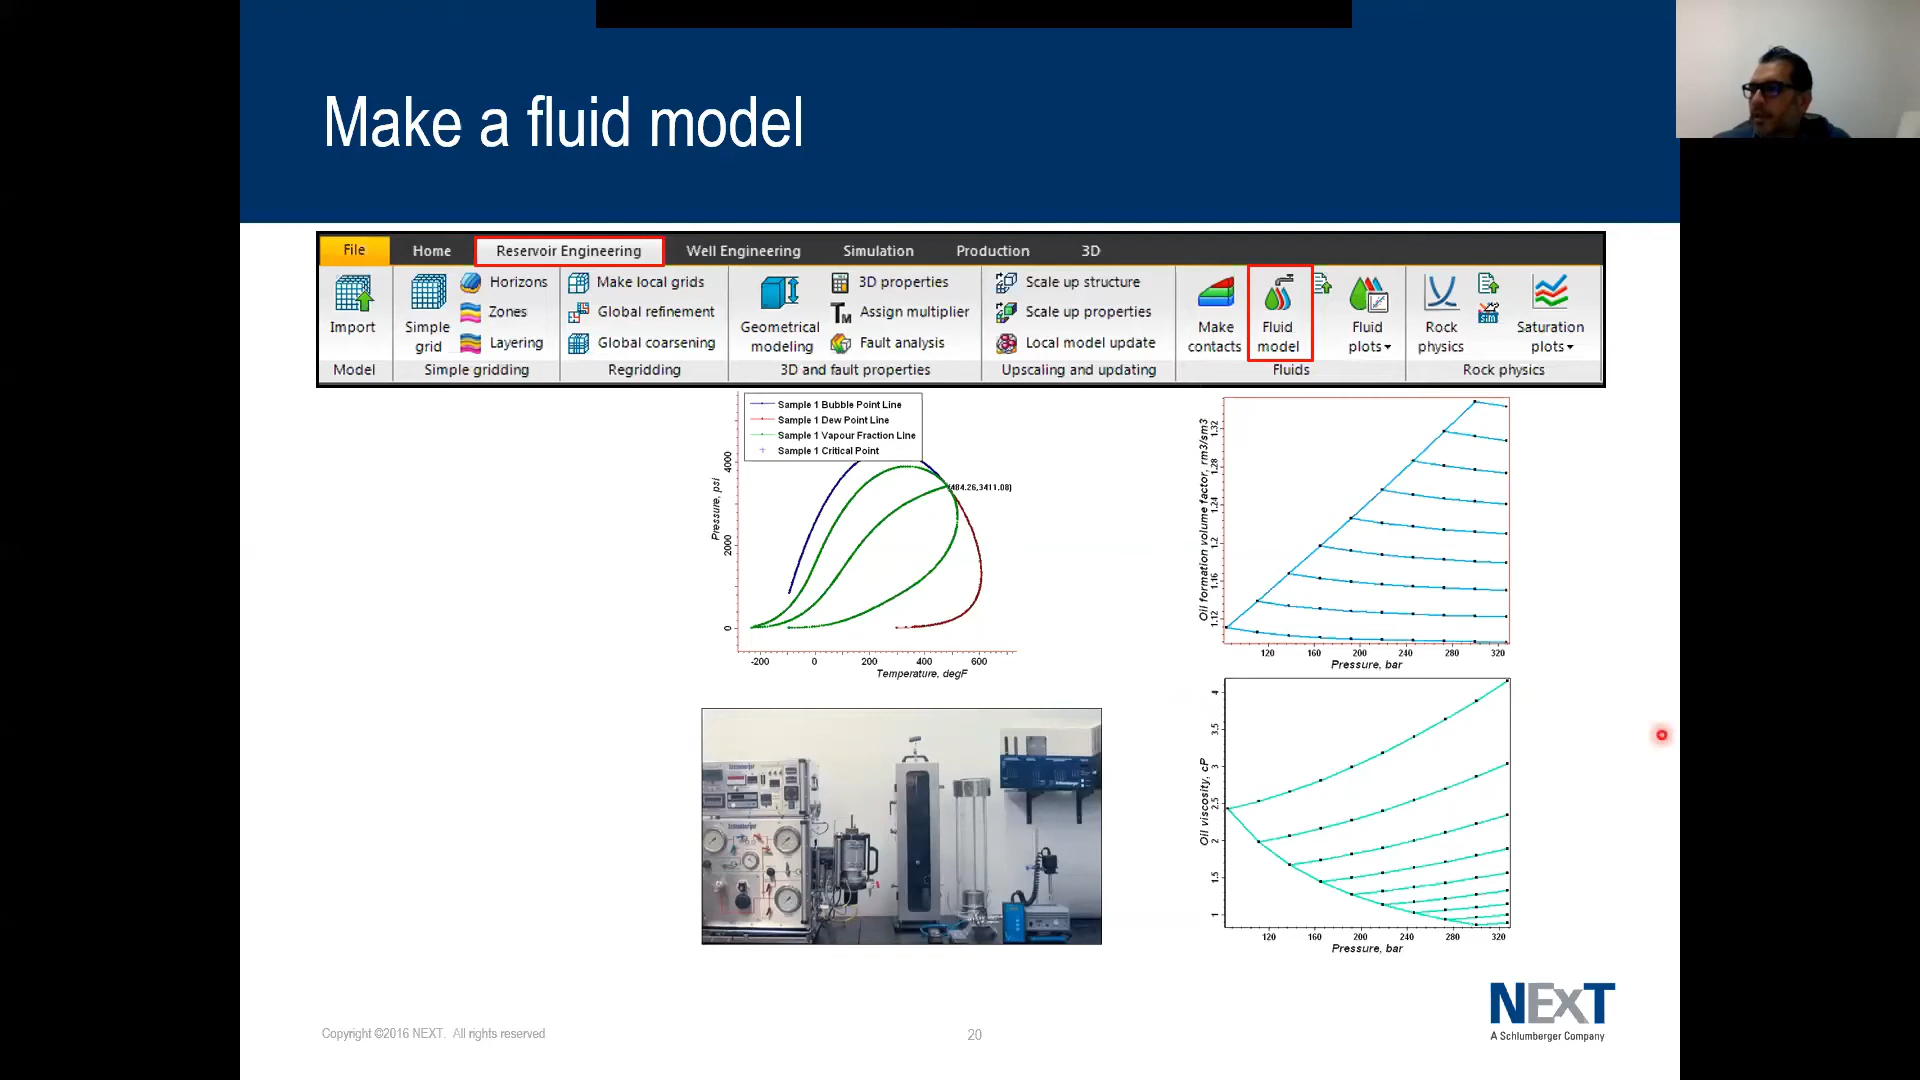 Make a fluid model
File Home Reservoir Engineering Well Engineering Simulation Production 3D
Import
Model
Simple grid
Horizons
Zones
Layering
Simple gridding
Make local grids
Global refinement
Global coarsening
Regridding
Geometrical modeling
3D properties
Assign multiplier
Fault analysis
3D and fault properties
Scale up structure
Scale up properties
Local model update
Upscaling and updating
Make contacts
Fluid model
Fluid plots
Fluids
Rock physics
sim
Saturation plots
Rock physics
Sample 1 Bubble Point Line
Sample 1 Dew Point Line
Sample 1 Vapour Fraction Line
Sample 1 Critical Point
(484.26,3411.08)
Pressure, psi
0 2000 4000
-200 0 200 400 600
Temperature, degF
Oil formation volume factor, rm3/sm3
1.12 1.16 1.2 1.24 1.28 1.32
120 160 200 240 280 320
Pressure, bar
Oil viscosity, cP
1 1.5 2 2.5 3 3.5 4
120 160 200 240 280 320
Pressure, bar
Schlumberger
Schlumberger
NExT
A Schlumberger Company
Copyright ©2016 NEXT. All rights reserved
20